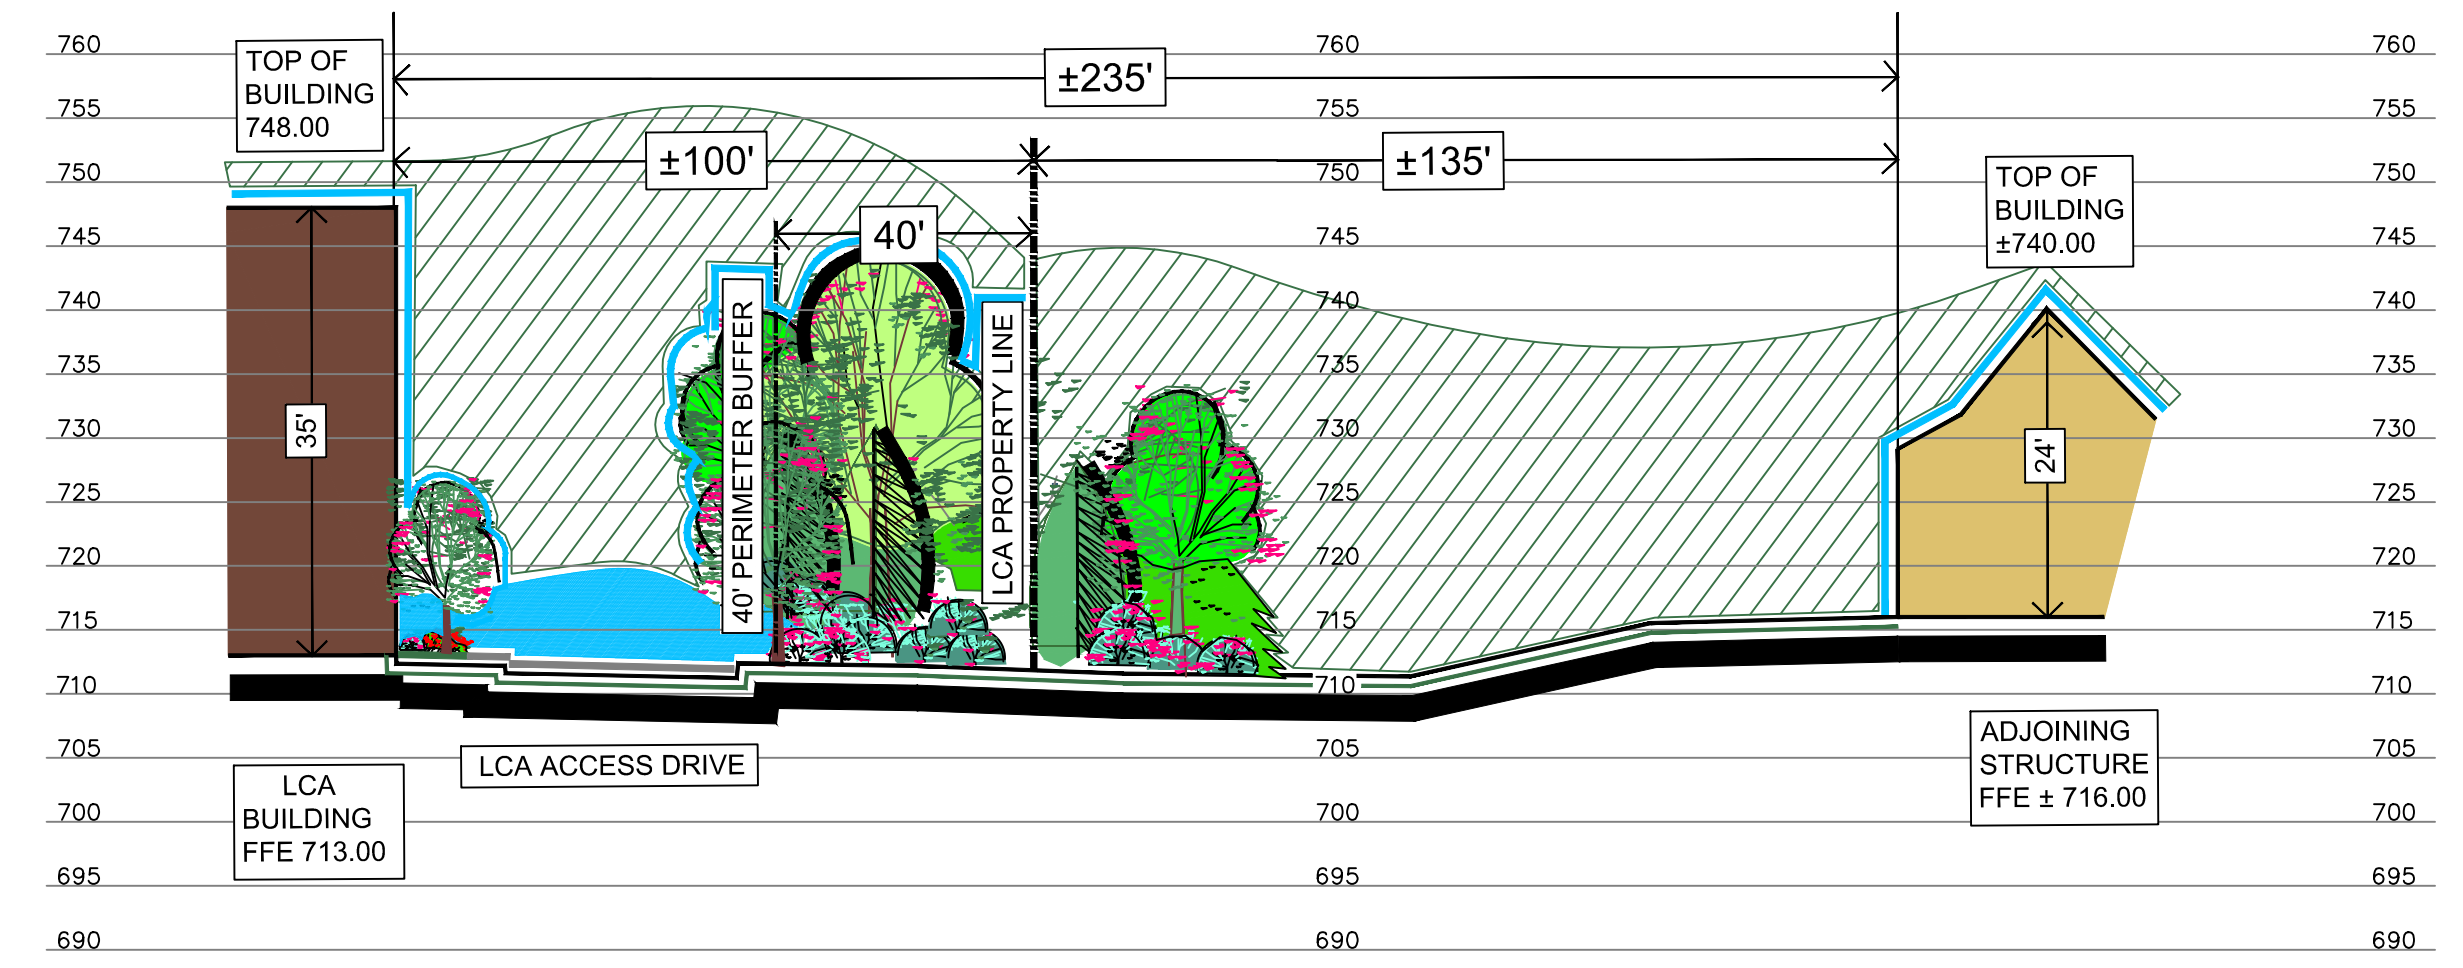 760 760 760
TOP OF
BUILDING
748.00
±235'
755 755 755
±100'
±135'
750 750 750
TOP OF
BUILDING
±740.00
745 745 745
40'
740 740 740
735 735 735
730 730 730
35'
24'
40' PERIMETER BUFFER
LCA PROPERTY LINE
725 725 725
720 720 720
715 715 715
710 710 710
705 705 705
LCA ACCESS DRIVE
LCA
BUILDING
FFE 713.00
ADJOINING
STRUCTURE
FFE ± 716.00
700 700 700
695 695 695
690 690 690